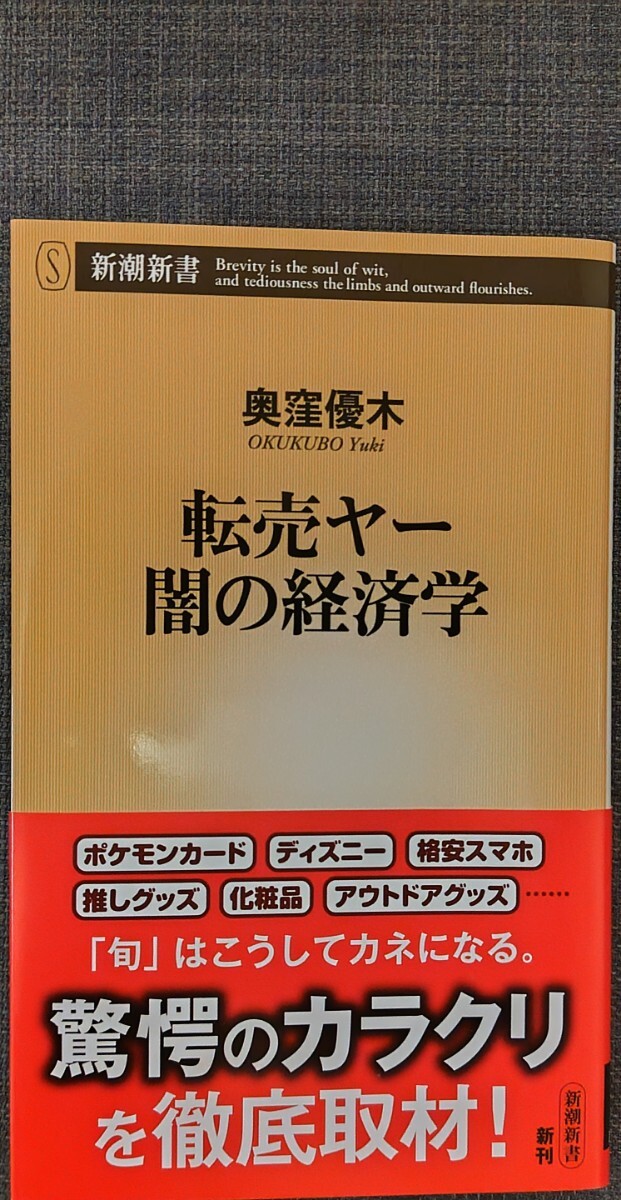 S 新潮新書
Brevity is the soul of wit,
and tediousness the limbs and outward flourishes.
奥窪優木
OKUKUBO Yuki
転売ヤー
闇の経済学
ポケモンカード ディズニー 格安スマホ
推しグッズ 化粧品 アウトドアグッズ ……
「旬」はこうしてカネになる。
驚愕のカラクリ
を徹底取材!
新潮新書
新刊